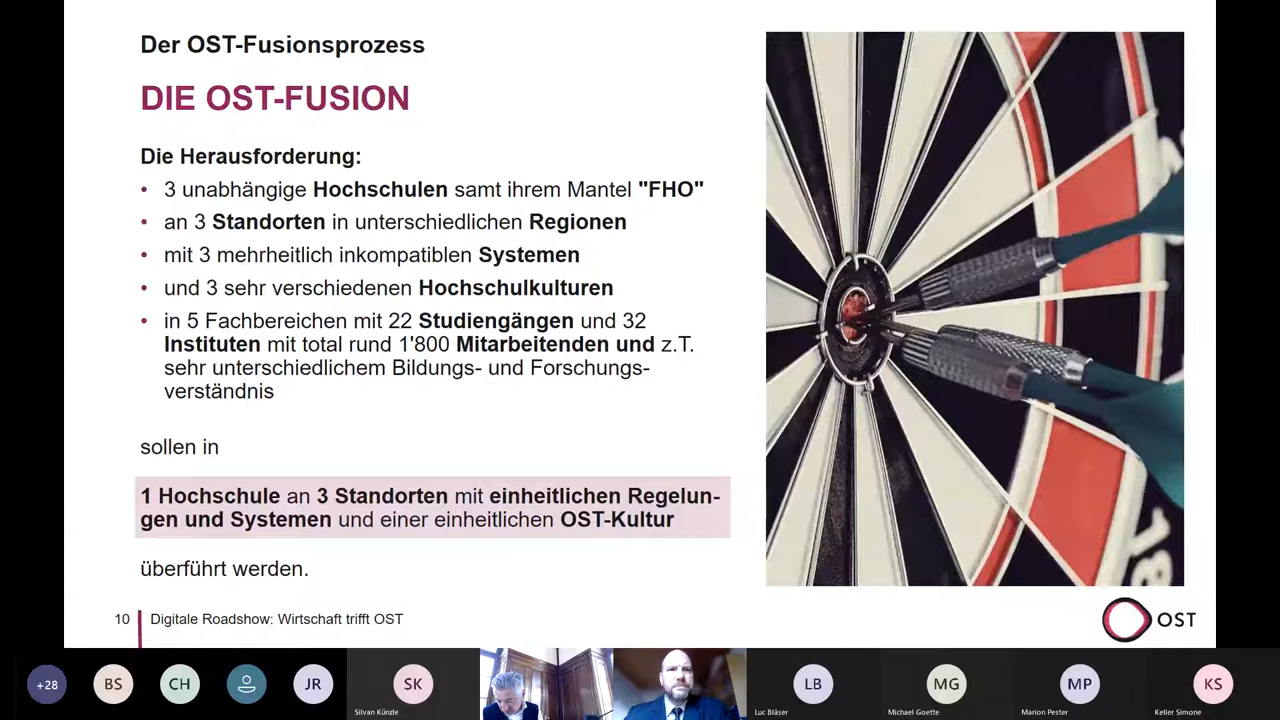 Der OST-Fusionsprozess
DIE OST-FUSION
Die Herausforderung:
• 3 unabhängige Hochschulen samt ihrem Mantel "FHO"
• an 3 Standorten in unterschiedlichen Regionen
• mit 3 mehrheitlich inkompatiblen Systemen
• und 3 sehr verschiedenen Hochschulkulturen
• in 5 Fachbereichen mit 22 Studiengängen und 32
Instituten mit total rund 1'800 Mitarbeitenden und z.T.
sehr unterschiedlichem Bildungs- und Forschungs-
verständnis
sollen in
1 Hochschule an 3 Standorten mit einheitlichen Regelun-
gen und Systemen und einer einheitlichen OST-Kultur
überführt werden.
18
10 Digitale Roadshow: Wirtschaft trifft OST
OST
+28
BS
CH
JR
SK
LB
MG
MP
KS
Silvan Künzle
Luc Bläser
Michael Goette
Marion Pester
Keller Simone